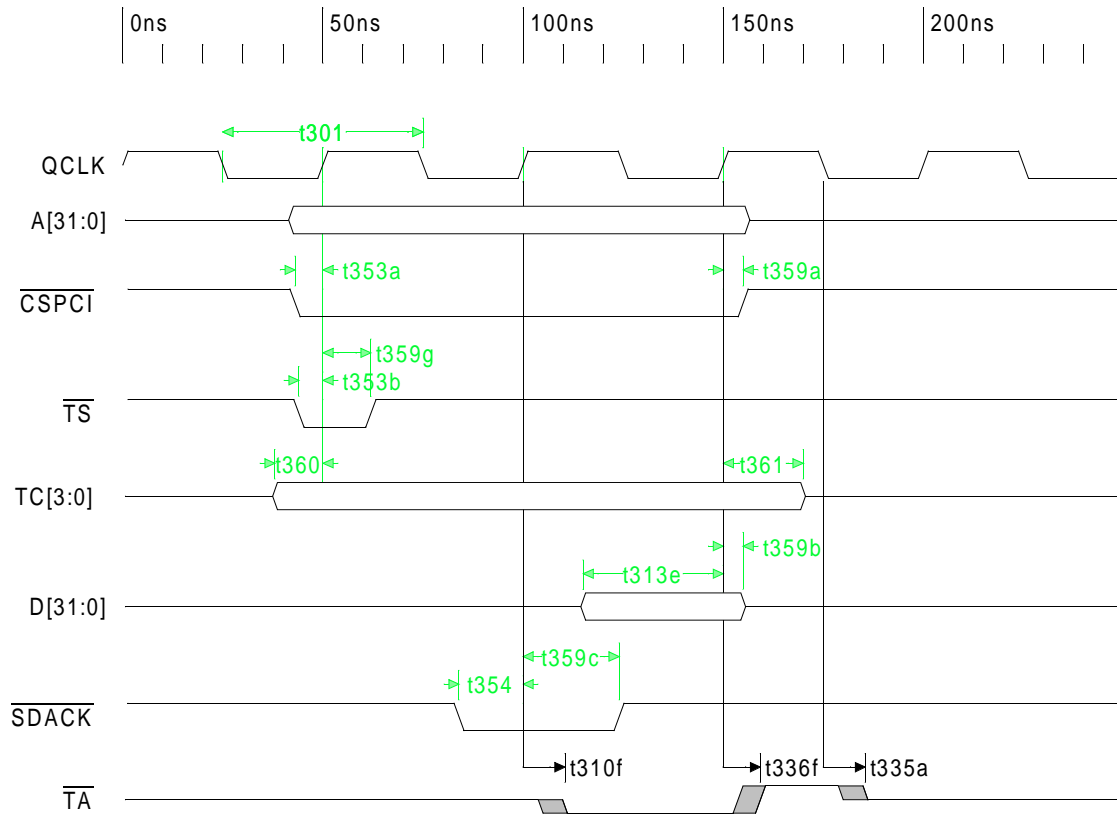 0ns 50ns 100ns 150ns 200ns
t301
QCLK
A[31:0]
t353a t359a
CSPCI
t359g
t353b
TS
t360 t361
TC[3:0]
t359b
t313e
D[31:0]
t359c
t354
SDACK
t310f t336f t335a
TA